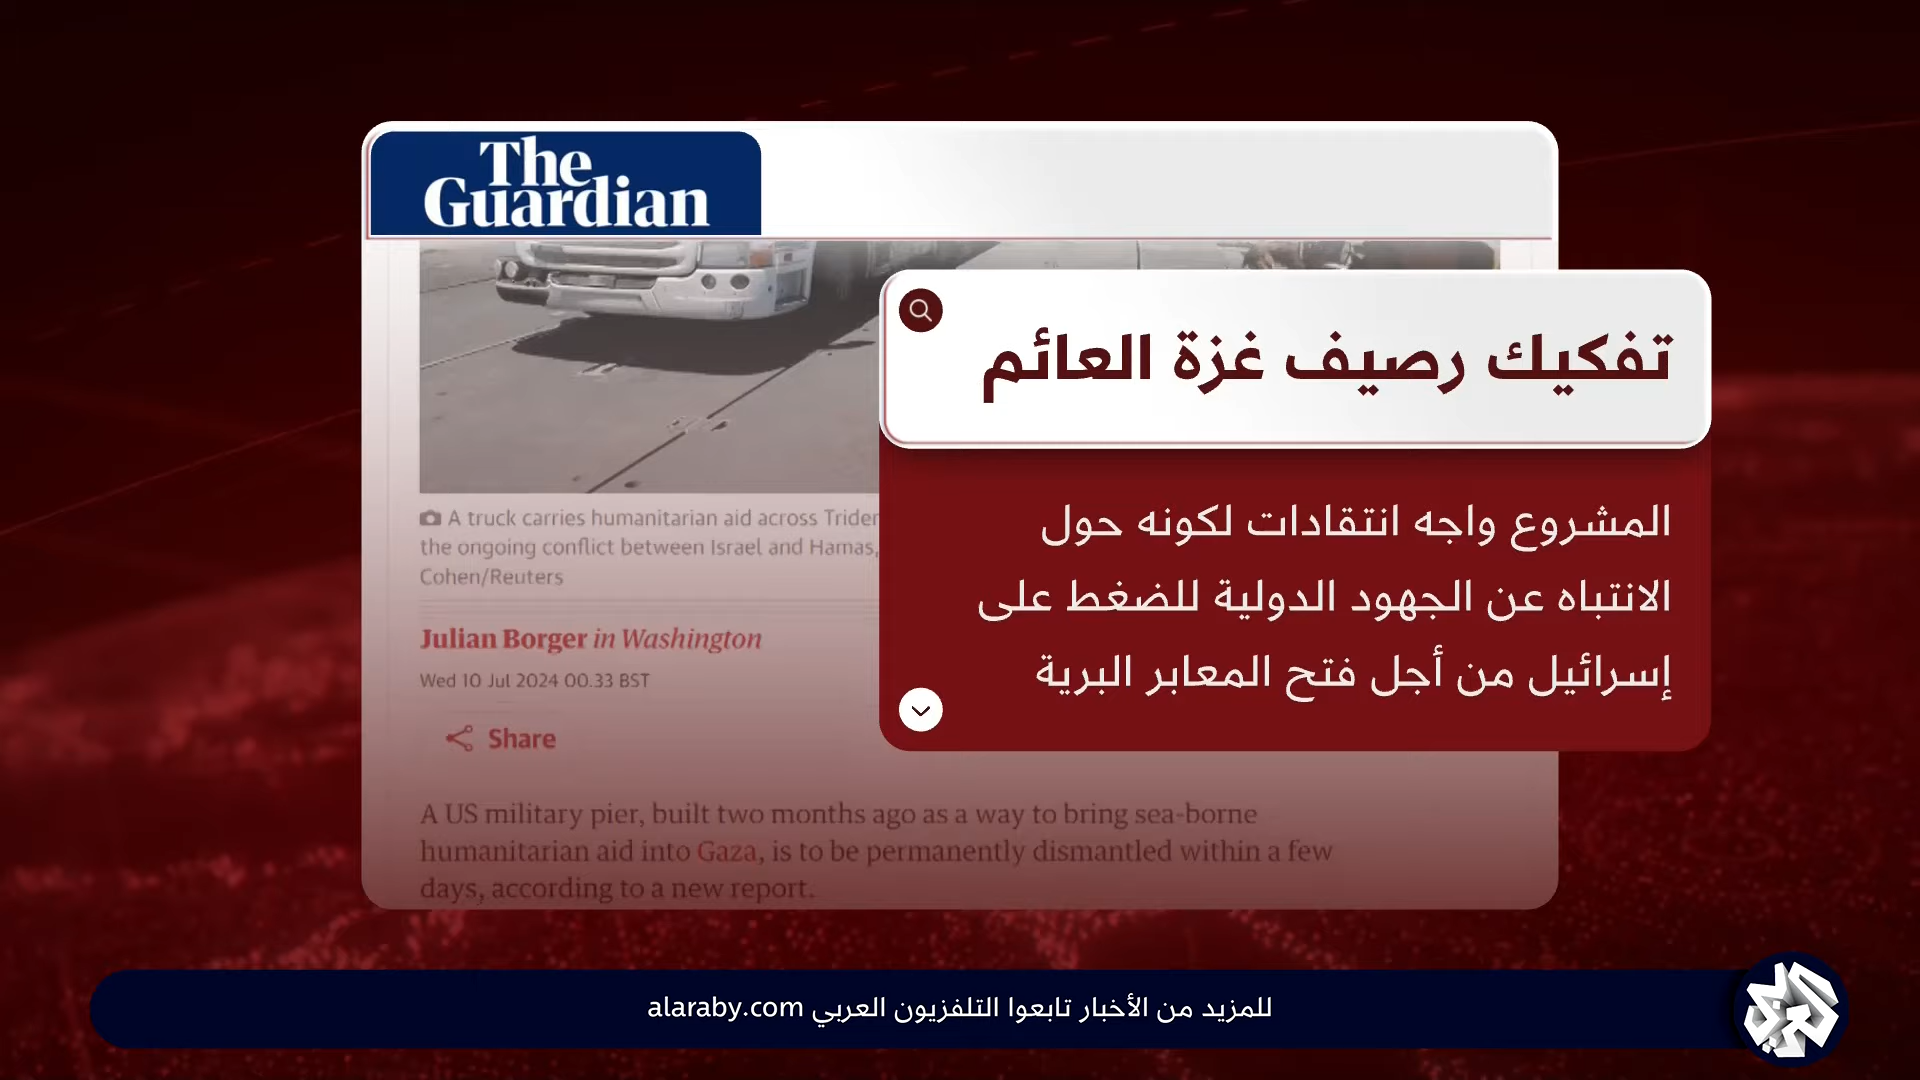 The
Guardian
تفكيك رصيف غزة العائم
المشروع واجه انتقادات لكونه حول
الانتباه عن الجهود الدولية للضغط على
إسرائيل من أجل فتح المعابر البرية
A truck carries humanitarian aid across Trider
the ongoing conflict between Israel and Hamas,
Cohen/Reuters
Julian Borger in Washington
Wed 10 Jul 2024 00.33 BST
Share
A US military pier, built two months ago as a way to bring sea-borne
humanitarian aid into Gaza, is to be permanently dismantled within a few
days, according to a new report.
للمزيد من الأخبار تابعوا التلفزيون العربي alaraby.com